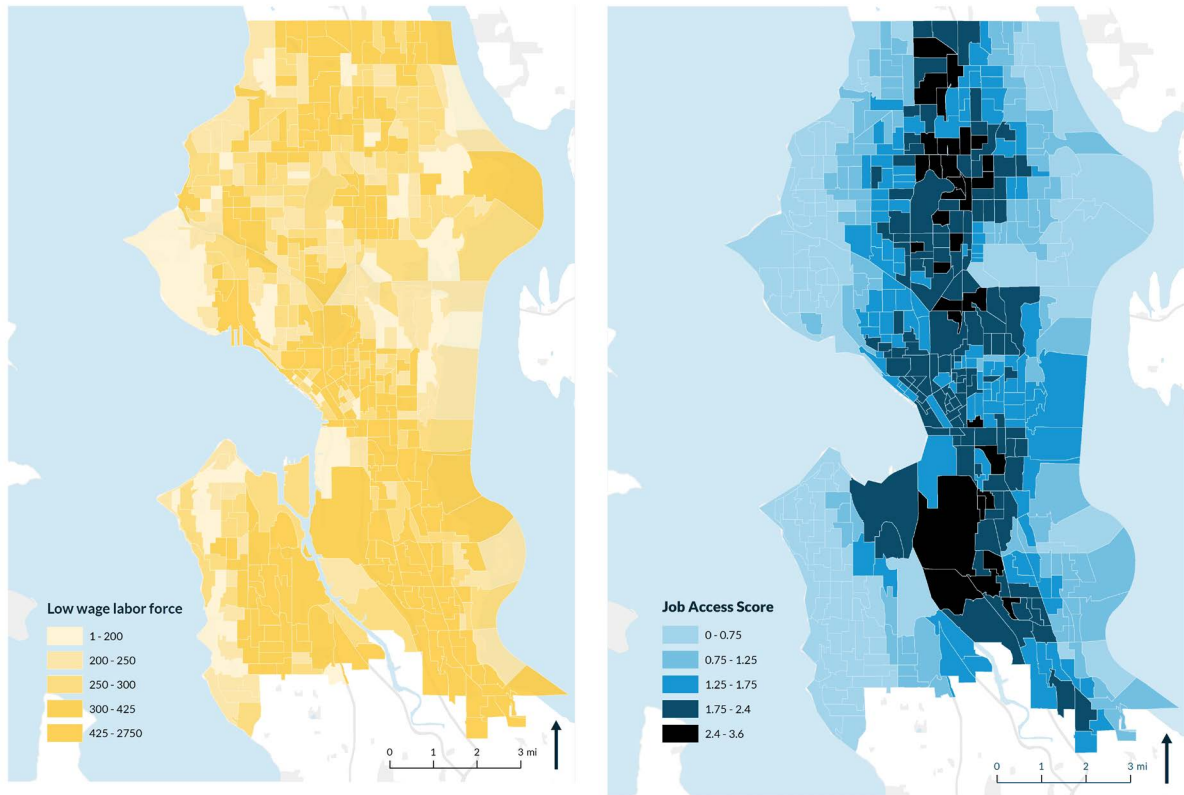 Low wage labor force
1 - 200
200 - 250
250 - 300
300 - 425
425 - 2750
0 1 2 3 mi
Job Access Score
0 - 0.75
0.75 - 1.25
1.25 - 1.75
1.75 - 2.4
2.4 - 3.6
0 1 2 3 mi